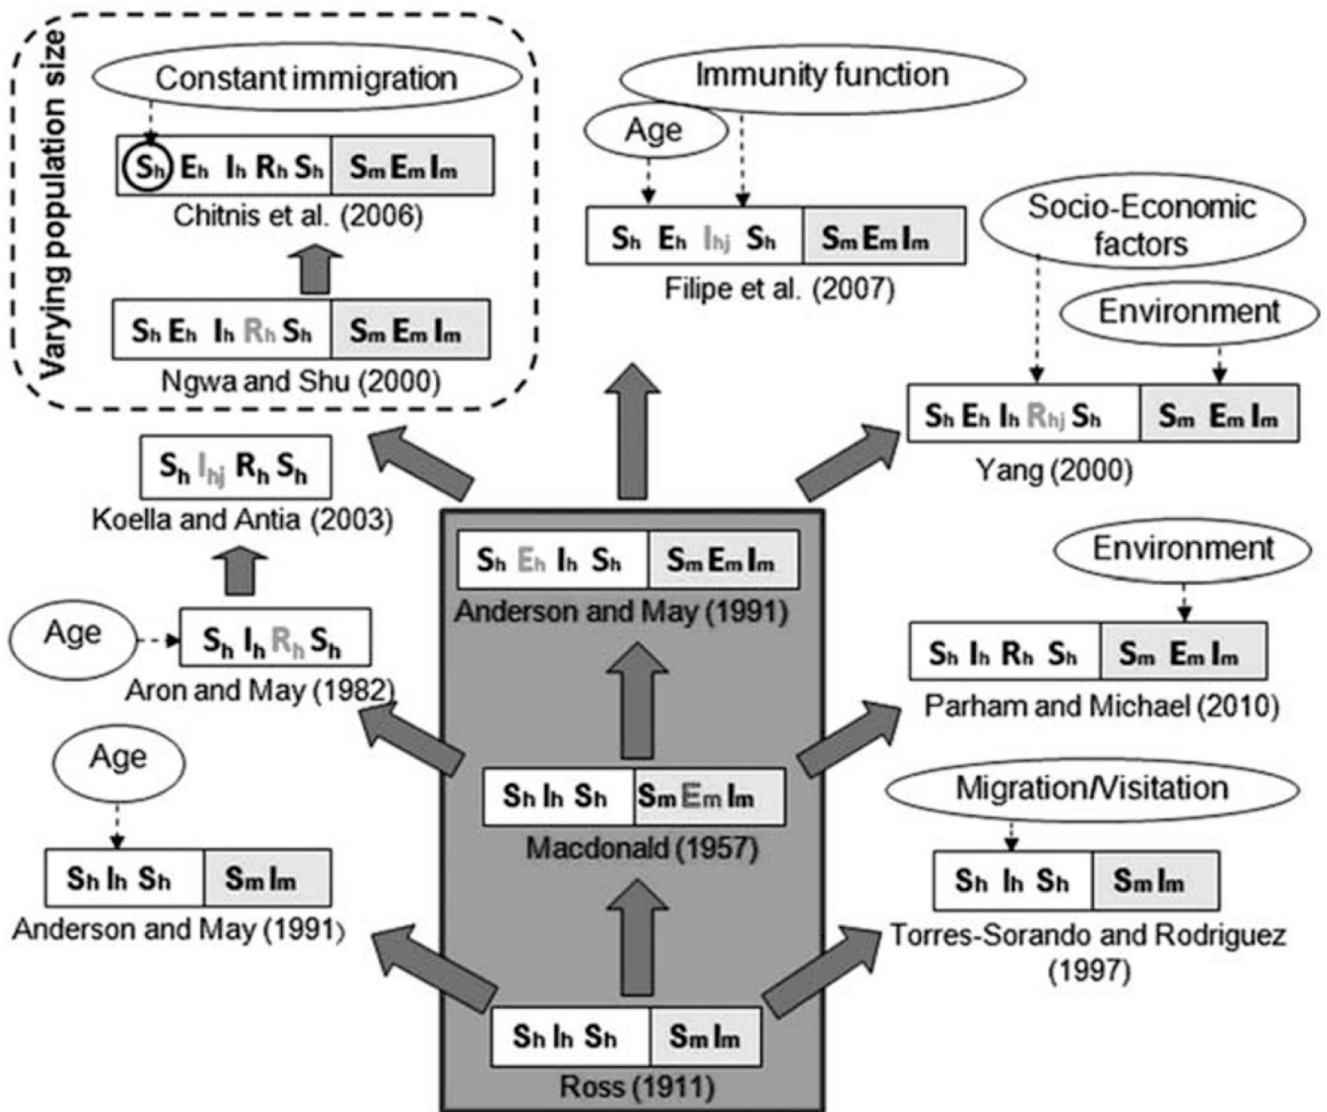 Varying population size
Constant immigration
Sh Eh Ih Rh Sh Sm Em Im
Chitnis et al. (2006)
Sh Eh Ih Rh Sh Sm Em Im
Ngwa and Shu (2000)
Immunity function
Age
Sh Eh Ihj Sh Sm Em Im
Filipe et al. (2007)
Socio-Economic
factors
Environment
Sh Eh Ih Rhj Sh Sm Em Im
Yang (2000)
Sh Ihj Rh Sh
Koella and Antia (2003)
Age
Sh Ih Rh Sh
Aron and May (1982)
Sh Eh Ih Sh Sm Em Im
Anderson and May (1991)
Environment
Sh Ih Rh Sh Sm Em Im
Parham and Michael (2010)
Age
Sh Ih Sh Sm Im
Anderson and May (1991)
Sh Ih Sh Sm Em Im
Macdonald (1957)
Migration/Visitation
Sh Ih Sh Sm Im
Torres-Sorando and Rodriguez
(1997)
Sh Ih Sh Sm Im
Ross (1911)